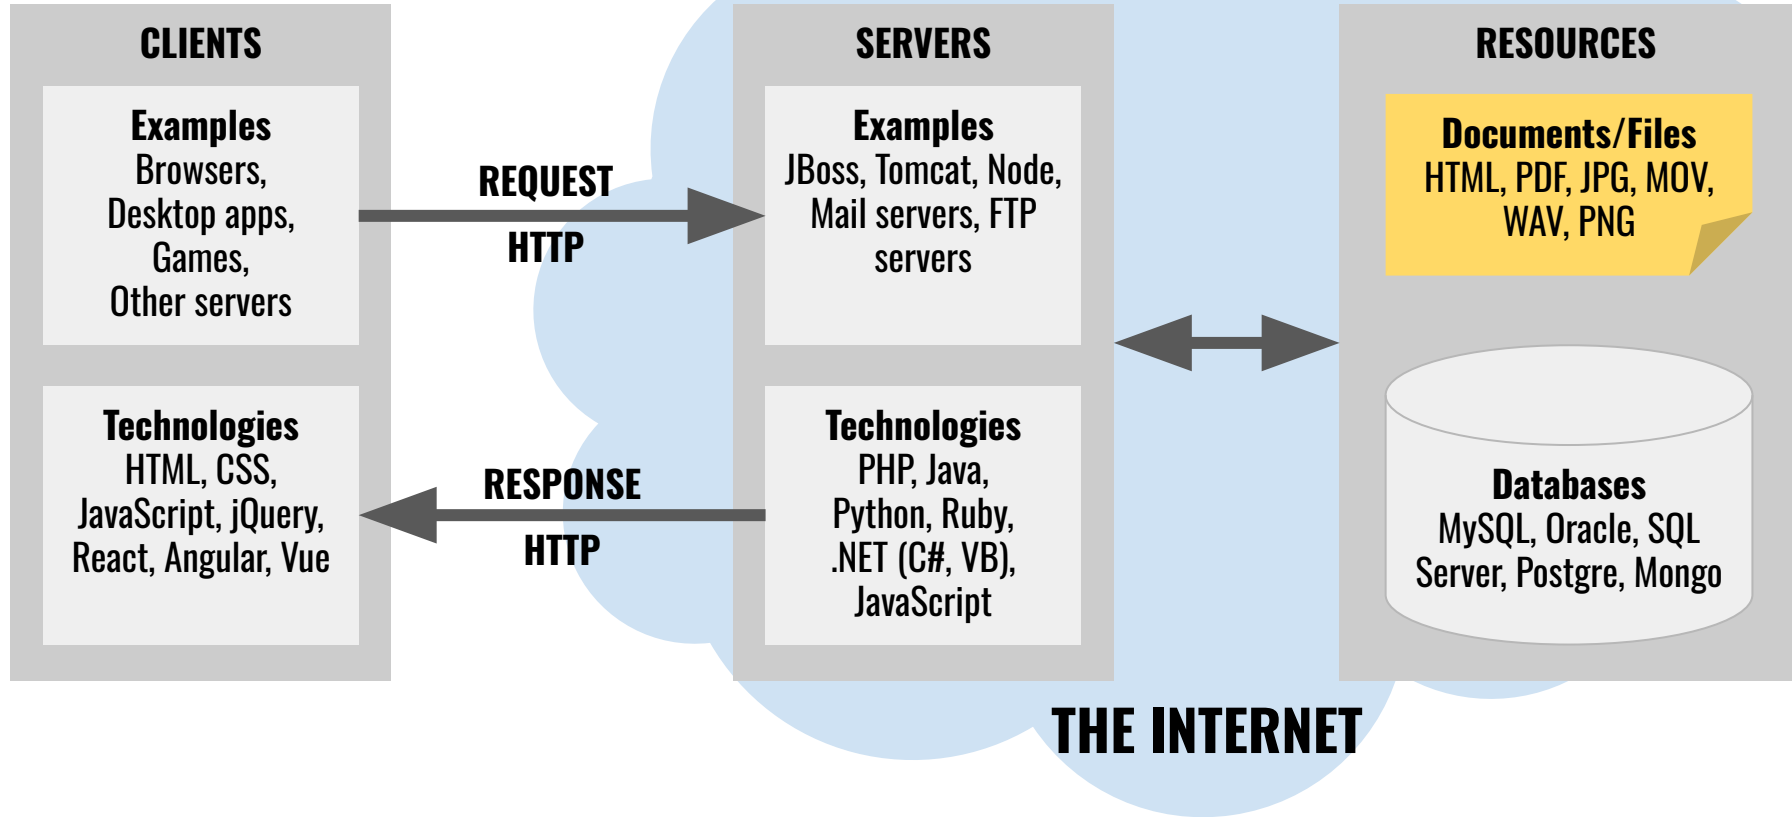 CLIENTS
Examples
Browsers,
Desktop apps,
Games,
Other servers
Technologies
HTML, CSS,
JavaScript, jQuery,
React, Angular, Vue
REQUEST
HTTP
RESPONSE
HTTP
SERVERS
Examples
JBoss, Tomcat, Node,
Mail servers, FTP
servers
Technologies
PHP, Java,
Python, Ruby,
.NET (C#, VB),
JavaScript
RESOURCES
Documents/Files
HTML, PDF, JPG, MOV,
WAV, PNG
Databases
MySQL, Oracle, SQL
Server, Postgre, Mongo
THE INTERNET